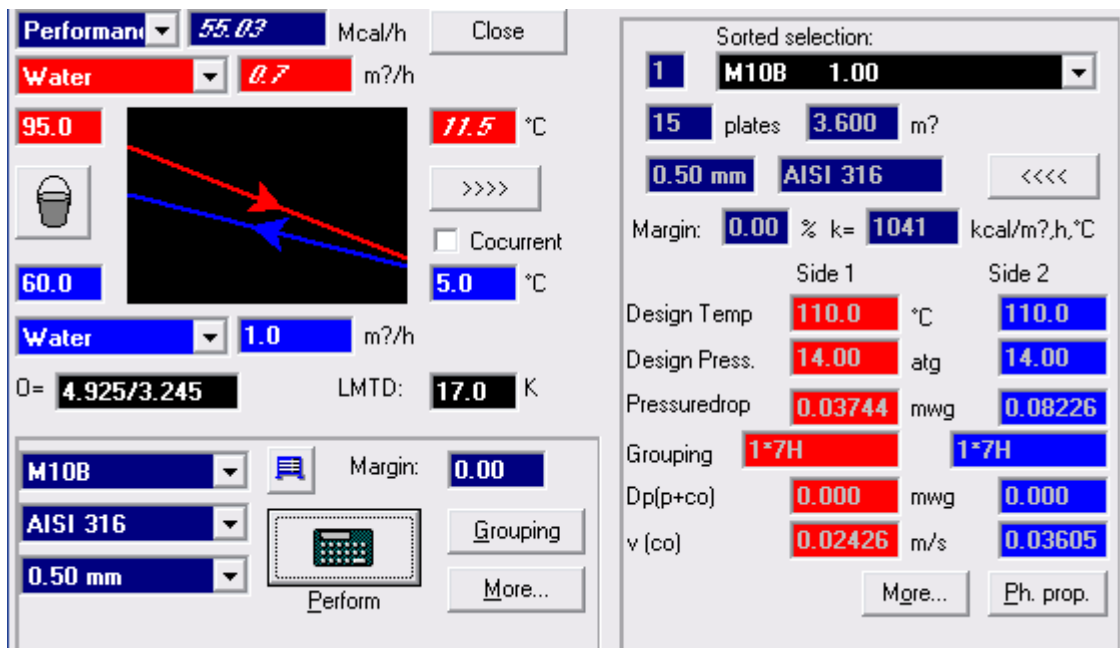 Performan 55.03 Mcal/h Close
Water 0.7 m?/h
95.0 11.5 °C
>>>>
Cocurrent
60.0 5.0 °C
Water 1.0 m?/h
O= 4.925/3.245 LMTD: 17.0 K
M10B Margin: 0.00
AISI 316 Grouping
0.50 mm Perform More...
Sorted selection:
1 M10B 1.00
15 plates 3.600 m?
0.50 mm AISI 316 <<<<
Margin: 0.00 % k= 1041 kcal/m?,h,°C
Side 1 Side 2
Design Temp 110.0 °C 110.0
Design Press. 14.00 atg 14.00
Pressuredrop 0.03744 mwg 0.08226
Grouping 1*7H 1*7H
Dp(p+co) 0.000 mwg 0.000
v (co) 0.02426 m/s 0.03605
More... Ph. prop.